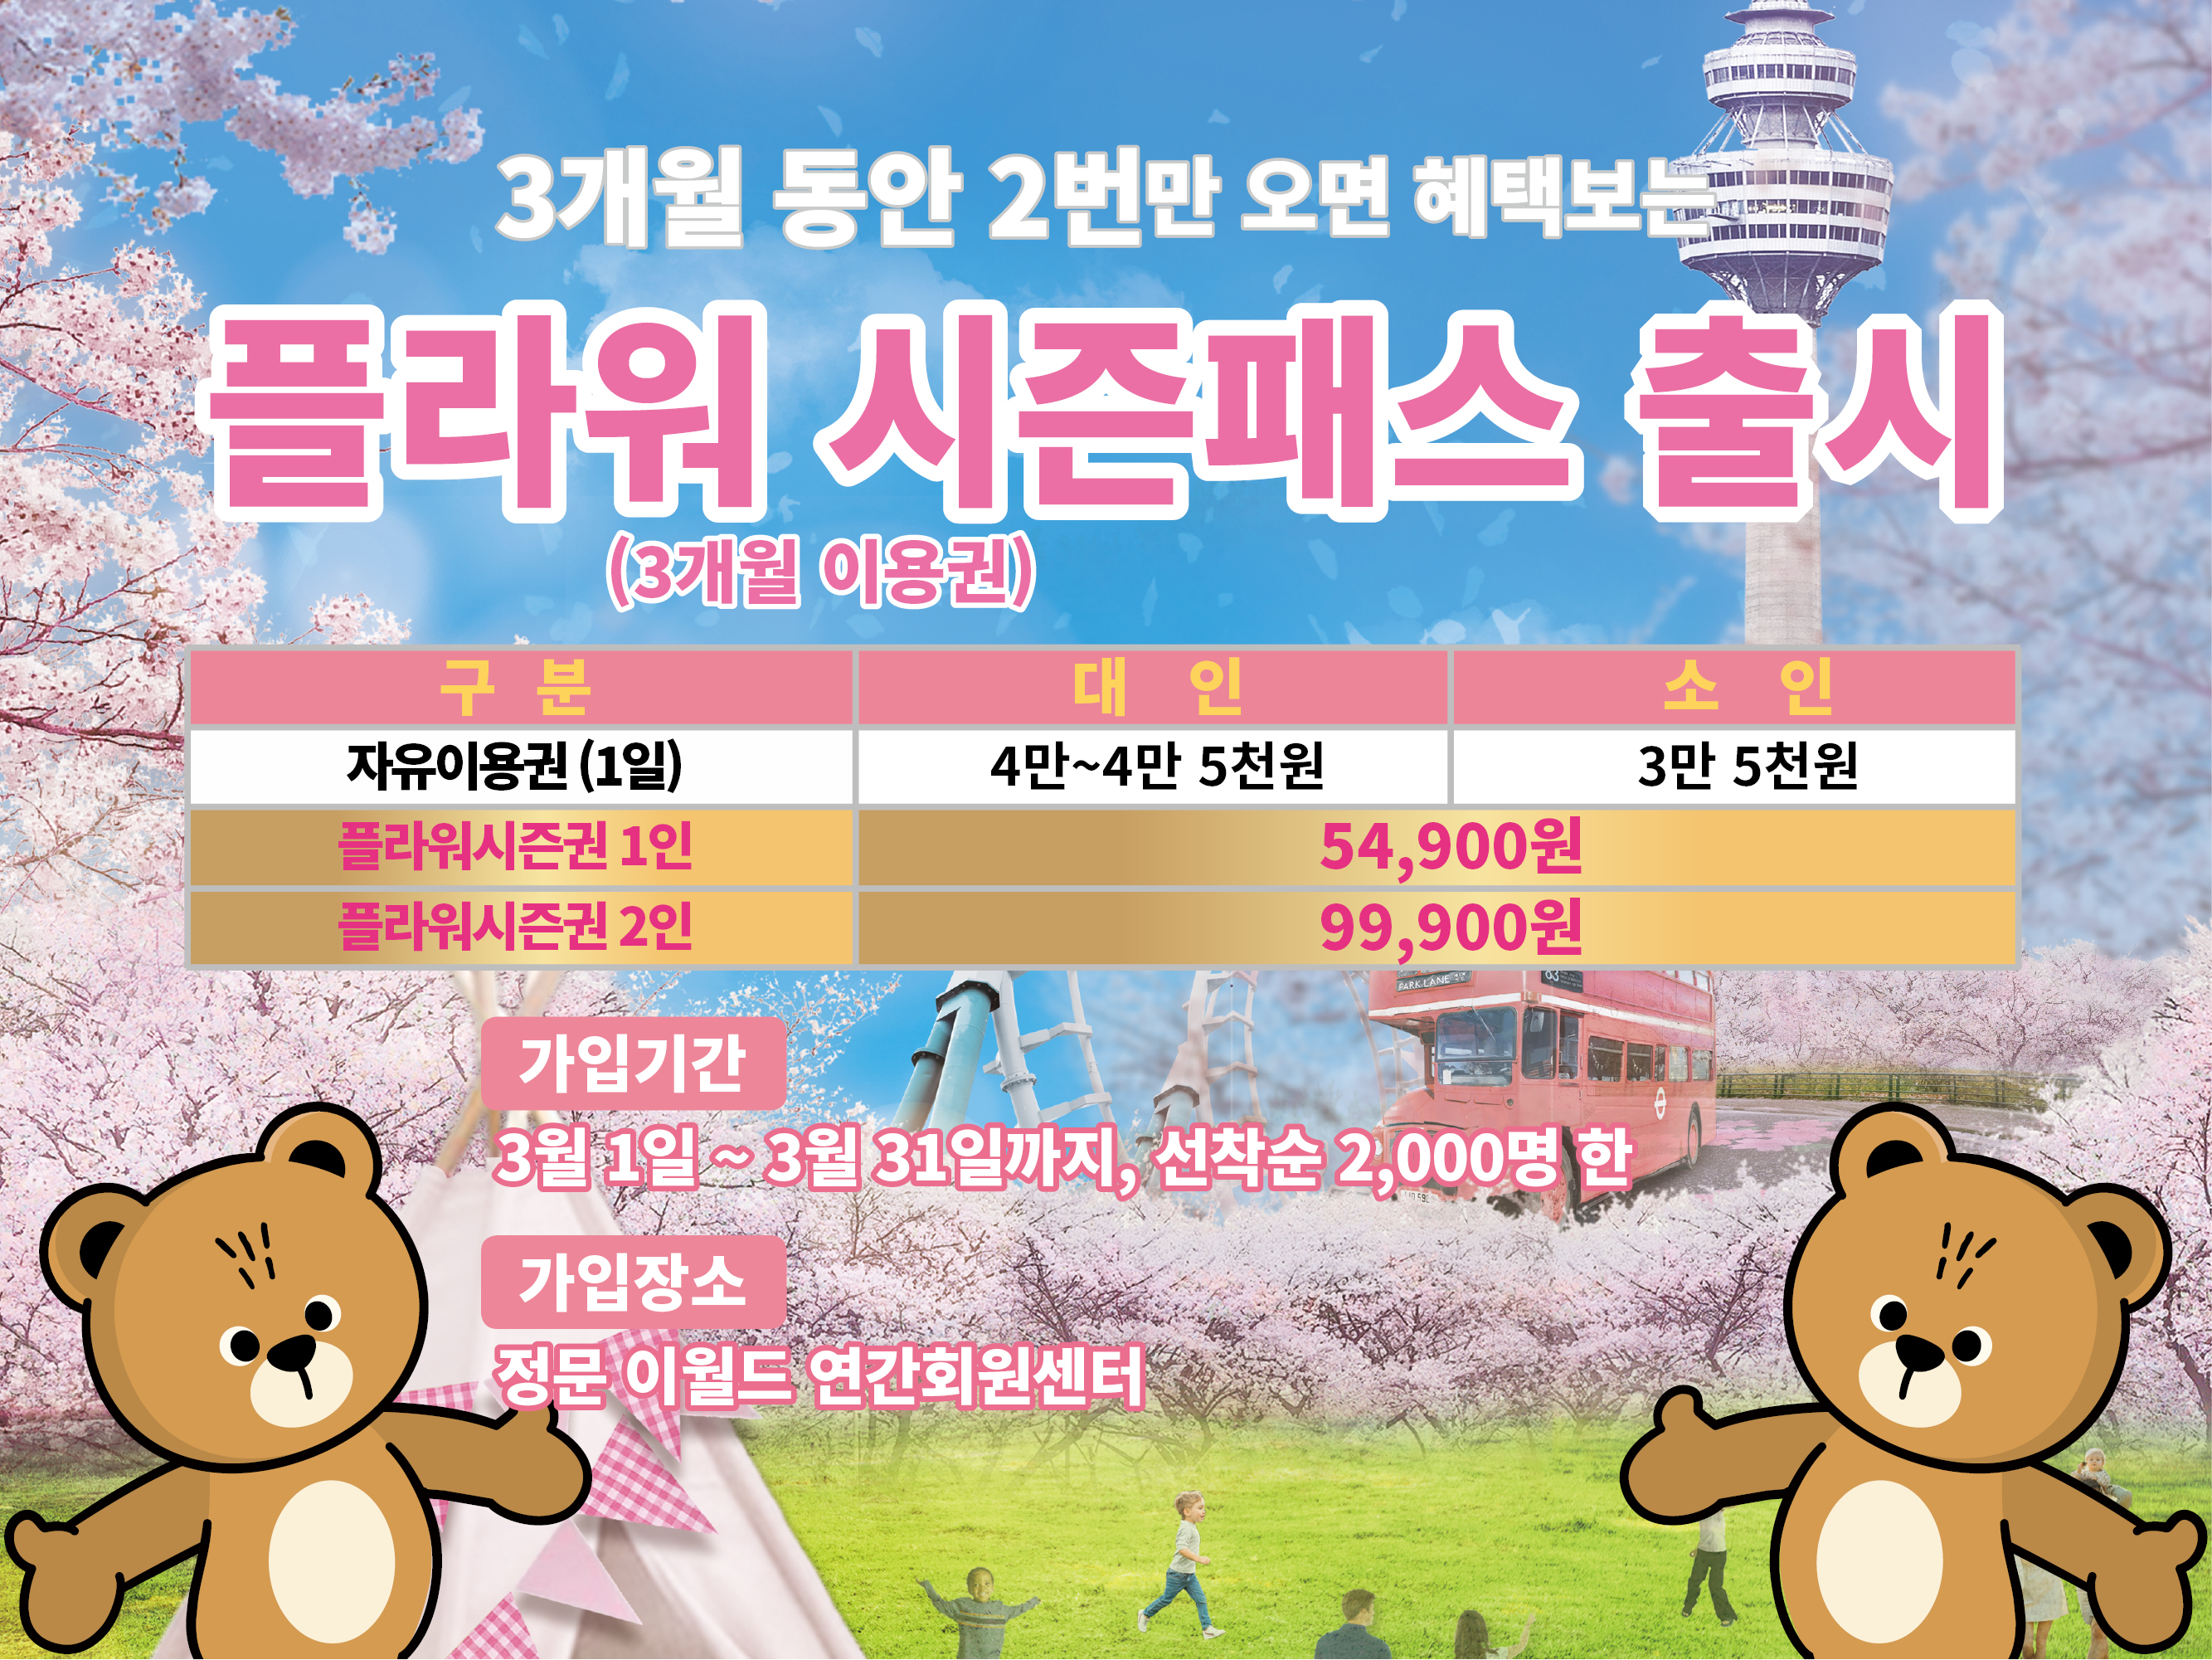 3개월 동안 2번만 오면 혜택보는
플라워 시즌패스 출시
(3개월 이용권)
구 분 대 인 소 인
자유이용권 (1일) 4만~4만 5천원 3만 5천원
플라워시즌권 1인 54,900원
플라워시즌권 2인 99,900원
PARK LANE
가입기간
3월 1일 ~ 3월 31일까지, 선착순 2,000명 한
가입장소
정문 이월드 연간회원센터